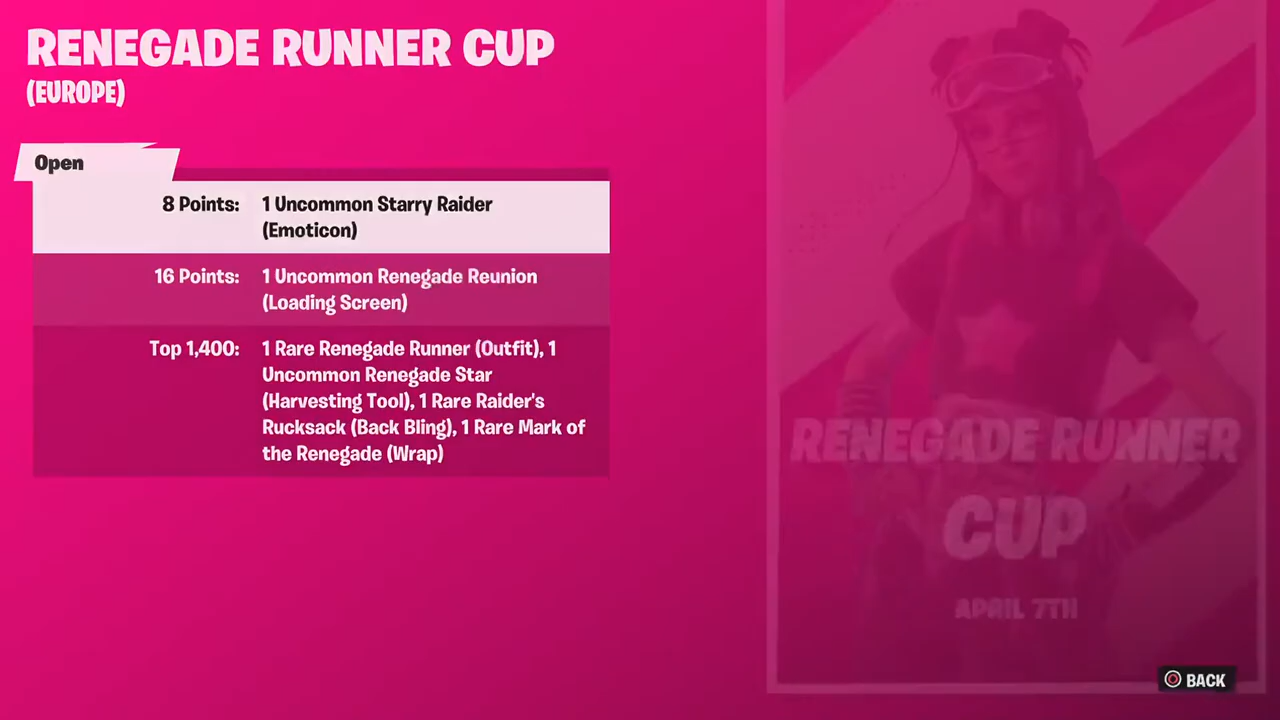 RENEGADE RUNNER CUP
(EUROPE)
Open
8 Points: 1 Uncommon Starry Raider
(Emoticon)
16 Points: 1 Uncommon Renegade Reunion
(Loading Screen)
Top 1,400: 1 Rare Renegade Runner (Outfit), 1
Uncommon Renegade Star
(Harvesting Tool), 1 Rare Raider's
Rucksack (Back Bling), 1 Rare Mark of
the Renegade (Wrap)
RENEGADE RUNNER
CUP
APRIL 7TH
BACK